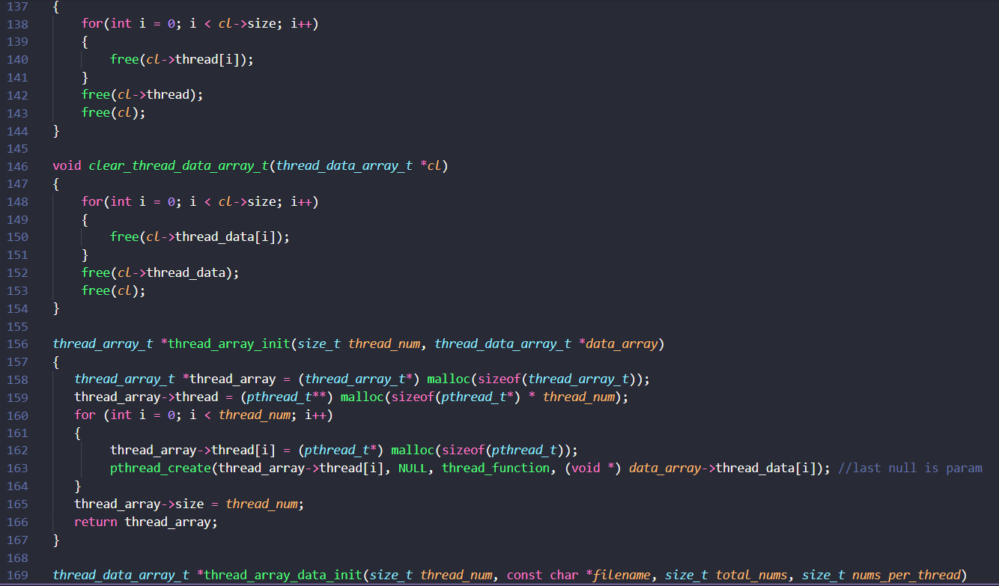 137 {
138     for(int i = 0; i < cl->size; i++)
139     {
140         free(cl->thread[i]);
141     }
142     free(cl->thread);
143     free(cl);
144 }
145
146 void clear_thread_data_array_t(thread_data_array_t *cl)
147 {
148     for(int i = 0; i < cl->size; i++)
149     {
150         free(cl->thread_data[i]);
151     }
152     free(cl->thread_data);
153     free(cl);
154 }
155
156 thread_array_t *thread_array_init(size_t thread_num, thread_data_array_t *data_array)
157 {
158    thread_array_t *thread_array = (thread_array_t*) malloc(sizeof(thread_array_t));
159    thread_array->thread = (pthread_t**) malloc(sizeof(pthread_t*) * thread_num);
160    for (int i = 0; i < thread_num; i++)
161    {
162         thread_array->thread[i] = (pthread_t*) malloc(sizeof(pthread_t));
163         pthread_create(thread_array->thread[i], NULL, thread_function, (void *) data_array->thread_data[i]); //last null is param
164    }
165    thread_array->size = thread_num;
166    return thread_array;
167 }
168
169 thread_data_array_t *thread_array_data_init(size_t thread_num, const char *filename, size_t total_nums, size_t nums_per_thread)